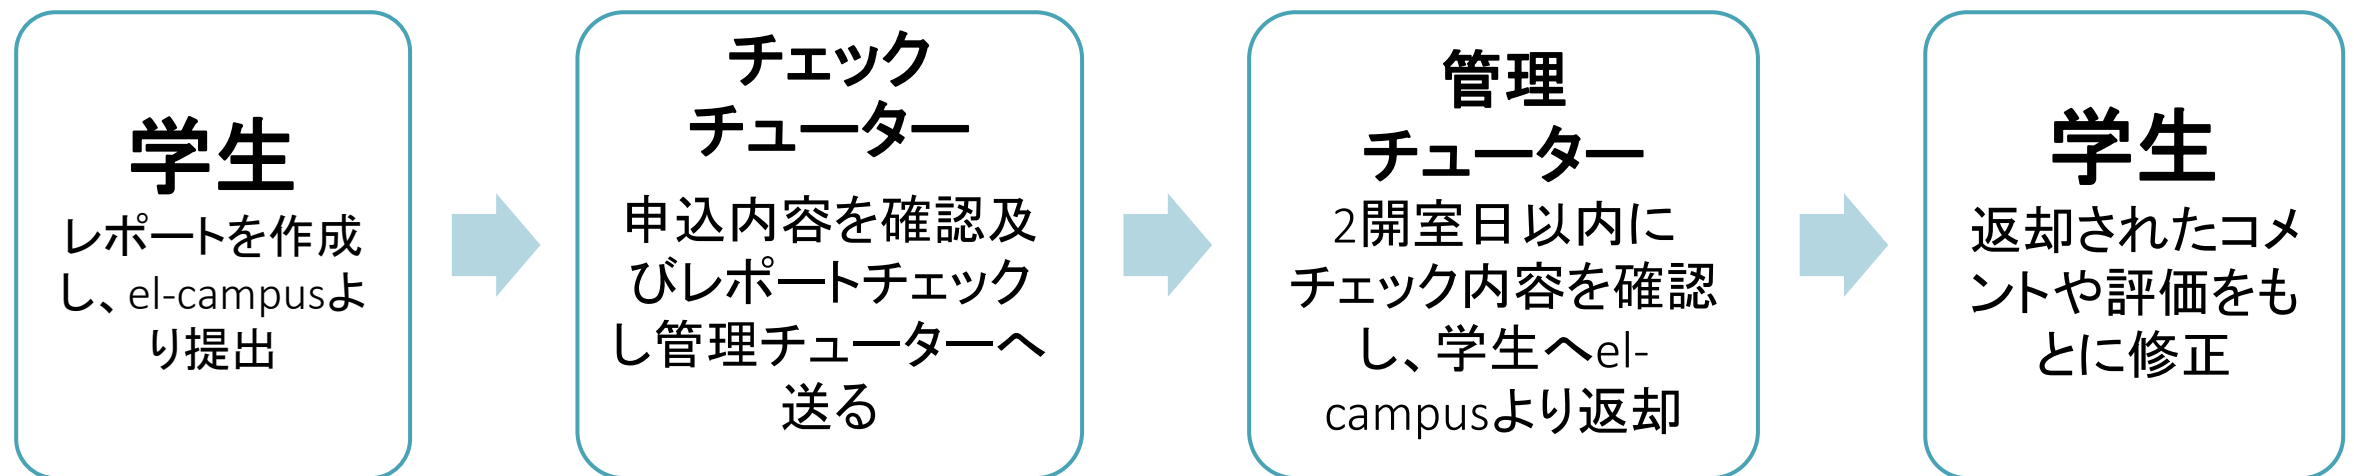 学生
レポートを作成
し、el-campusよ
り提出
チェック
チューター
申込内容を確認及
びレポートチェック
し管理チューターへ
送る
管理
チューター
2開室日以内に
チェック内容を確認
し、学生へel-
campusより返却
学生
返却されたコメ
ントや評価をも
とに修正